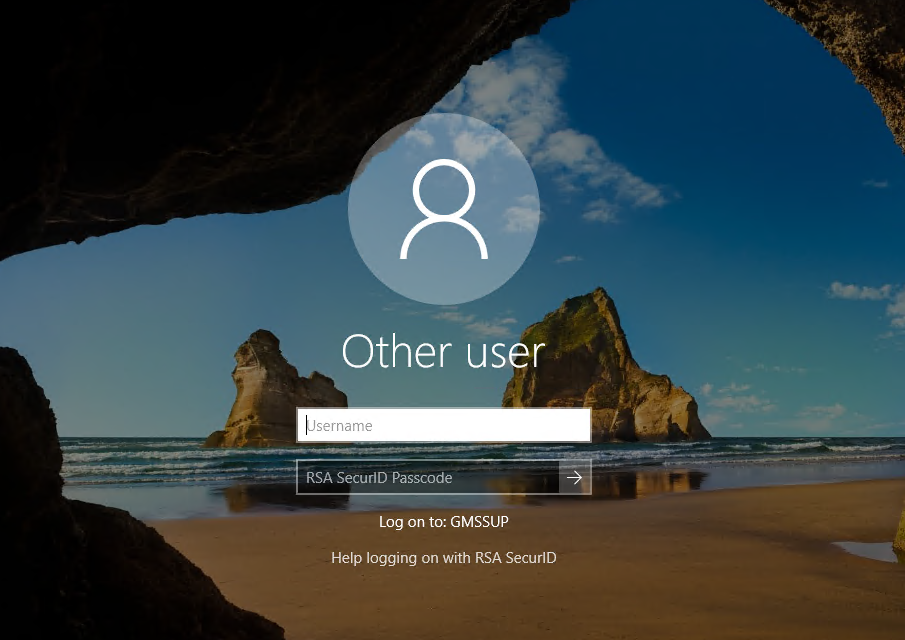 Other user
Username
RSA SecurID Passcode
Log on to: GMSSUP
Help logging on with RSA SecurID